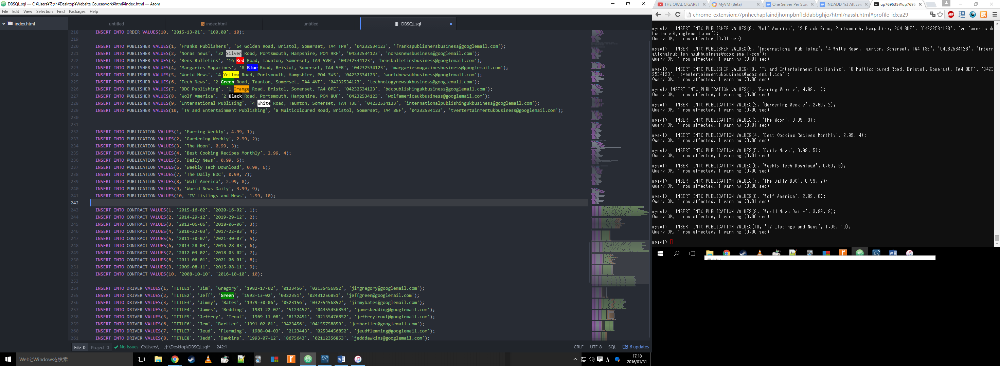 DBSQL.sql — C:¥Users¥マット¥Desktop¥Website Coursework¥html¥index.html — Atom
File Edit View Selection Find Packages Help
index.html
untitled index.html untitled DBSQL.sql
218 INSERT INTO ORDER VALUES(10, '2015-13-01', '100.00', 10);
219
220 INSERT INTO PUBLISHER VALUES(1, 'Franks Publishers', '64 Golden Road, Bristol, Somerset, TA4 TPR', '04232534123', 'frankspublishersbusiness@googlemail.com');
221 INSERT INTO PUBLISHER VALUES(2, 'Noras news', '32 Silver Road, Portsmouth, Hampshire, PO4 9RF', '04232534123', 'norasnewsbusiness@googlemail.com');
222 INSERT INTO PUBLISHER VALUES(3, 'Bens Bulletins', '16 Red Road, Taunton, Somerset, TA4 5VG', '04232534123', 'bensbulletinsbusiness@googlemail.com');
223 INSERT INTO PUBLISHER VALUES(4, 'Margaries Magazines', '8 Blue Road, Bristol, Somerset, TA4 5ER', '04232534123', 'margariesmagazinesbusiness@googlemail.com');
224 INSERT INTO PUBLISHER VALUES(5, 'World News', '4 Yellow Road, Portsmouth, Hampshire, PO4 3WS', '04232534123', 'worldnewsukbusiness@googlemail.com');
225 INSERT INTO PUBLISHER VALUES(6, 'Tech News', '2 Green Road, Taunton, Somerset, TA4 4VF', '04232534123', 'technologynewsukbusiness@googlemail.com');
226 INSERT INTO PUBLISHER VALUES(7, 'BDC Publishing', '1 Orange Road, Bristol, Somerset, TA4 0PE', '04232534123', 'bdcpublishingukbusiness@googlemail.com');
227 INSERT INTO PUBLISHER VALUES(8, 'Wolf America', '2 Black Road, Portsmouth, Hampshire, PO4 8UF', '04232534123', 'wolfamericaukbusiness@googlemail.com');
228 INSERT INTO PUBLISHER VALUES(9, 'International Publising', '4 White Road, Taunton, Somerset, TA4 T3E', '04232534123', 'internationalpublishingukbusiness@googlemail.com');
229 INSERT INTO PUBLISHER VALUES(10, 'TV and Entertainment Publishing', '8 Multicoloured Road, Bristol, Somerset, TA4 8EF', '04232534123', 'tventertainmentukbusiness@googlemail.com');
230
231
232 INSERT INTO PUBLICATION VALUES(1, 'Farming Weekly', 4.99, 1);
233 INSERT INTO PUBLICATION VALUES(2, 'Gardening Weekly', 2.99, 2);
234 INSERT INTO PUBLICATION VALUES(3, 'The Moon', 0.99, 3);
235 INSERT INTO PUBLICATION VALUES(4, 'Best Cooking Recipes Monthly', 2.99, 4);
236 INSERT INTO PUBLICATION VALUES(5, 'Daily News', 0.99, 5);
237 INSERT INTO PUBLICATION VALUES(6, 'Weekly Tech Download', 0.99, 6);
238 INSERT INTO PUBLICATION VALUES(7, 'The Daily BDC', 0.99, 7);
239 INSERT INTO PUBLICATION VALUES(8, 'Wolf America', 2.99, 8);
240 INSERT INTO PUBLICATION VALUES(9, 'World News Daily', 3.99, 9);
241 INSERT INTO PUBLICATION VALUES(10, 'TV Listings and News', 1.99, 10);
242
243 INSERT INTO CONTRACT VALUES(1, '2015-16-02', '2020-16-02', 1);
244 INSERT INTO CONTRACT VALUES(2, '2014-29-12', '2019-29-12', 2);
245 INSERT INTO CONTRACT VALUES(3, '2012-06-06', '2018-06-06', 3);
246 INSERT INTO CONTRACT VALUES(4, '2010-22-03', '2017-22-03', 4);
247 INSERT INTO CONTRACT VALUES(5, '2011-30-07', '2021-30-07', 5);
248 INSERT INTO CONTRACT VALUES(6, '2013-28-03', '2016-28-03', 6);
249 INSERT INTO CONTRACT VALUES(7, '2012-03-02', '2018-03-02', 7);
250 INSERT INTO CONTRACT VALUES(8, '2011-06-01', '2021-06-01', 8);
251 INSERT INTO CONTRACT VALUES(9, '2009-08-11', '2015-08-11', 9);
252 INSERT INTO CONTRACT VALUES(10, '2008-10-10', '2016-10-10', 10);
253
254 INSERT INTO DRIVER VALUES(1, 'TITLE1', 'Jim', 'Gregory', '1982-17-02', '0123456', '02135456852', 'jimgregory@googlemail.com');
255 INSERT INTO DRIVER VALUES(2, 'TITLE2', 'Jeff', 'Green', '1992-13-02', '0322351', '02431256851', 'jeffgreen@googlemail.com');
256 INSERT INTO DRIVER VALUES(3, 'TITLE3', 'Jimmy', 'Bates', '1979-30-06', '0523156', '03235456852', 'jimmybates@googlemail.com');
257 INSERT INTO DRIVER VALUES(4, 'TITLE4', 'James', 'Bedding', '1981-22-07', '5123452', '04355456853', 'jamesbedding@googlemail.com');
258 INSERT INTO DRIVER VALUES(5, 'TITLE5', 'Jeffrey', 'Trout', '1969-11-08', '8132451', '02135476852', 'jeffreytrout@googlemail.com');
259 INSERT INTO DRIVER VALUES(6, 'TITLE6', 'Jem', 'Bartler', '1991-02-01', '3423456', '04155758850', 'jembartler@googlemail.com');
260 INSERT INTO DRIVER VALUES(7, 'TITLE7', 'Jeud', 'Flemming', '1988-04-03', '2123443', '02534456852', 'jeudflemming@googlemail.com');
261 INSERT INTO DRIVER VALUES(8, 'TITLE8', 'Jedd', 'Dawkins', '1993-07-12', '8675643', '02112356853', 'jedddawkins@googlemail.com');
File 0 Project 0 No Issues C:\Users\マット\Desktop\DBSQL.sql* 242:1 CRLF UTF-8 SQL 6 updates
WebとWindowsを検索
A 17:18
2016/01/31
THE ORAL CIGARET MyVM (Beta) One Server Per Stud INDADD 1st Att csw up769535@up7695
chrome-extension://pnhechapfaindjhompbnflcldabbghjo/html/nassh.html#profile-id:ca29 ABP 理
mysql> INSERT INTO PUBLISHER VALUES(8, 'Wolf America', '2 Black Road, Portsmouth, Hampshire, PO4 8UF', '04232534123', 'wolfamericauk
business@googlemail.com');
Query OK, 1 row affected (0.01 sec)
mysql> INSERT INTO PUBLISHER VALUES(9, 'International Publising', '4 White Road, Taunton, Somerset, TA4 T3E', '04232534123', 'intern
ationalpublishingukbusiness@googlemail.com');
Query OK, 1 row affected, 1 warning (0.01 sec)
mysql> INSERT INTO PUBLISHER VALUES(10, 'TV and Entertainment Publishing', '8 Multicoloured Road, Bristol, Somerset, TA4 8EF', '0423
2534123', 'tventertainmentukbusiness@googlemail.com');
Query OK, 1 row affected, 1 warning (0.00 sec)
mysql> INSERT INTO PUBLICATION VALUES(1, 'Farming Weekly', 4.99, 1);
Query OK, 1 row affected, 1 warning (0.00 sec)
mysql> INSERT INTO PUBLICATION VALUES(2, 'Gardening Weekly', 2.99, 2);
Query OK, 1 row affected, 1 warning (0.00 sec)
mysql> INSERT INTO PUBLICATION VALUES(3, 'The Moon', 0.99, 3);
Query OK, 1 row affected, 1 warning (0.01 sec)
mysql> INSERT INTO PUBLICATION VALUES(4, 'Best Cooking Recipes Monthly', 2.99, 4);
Query OK, 1 row affected, 1 warning (0.00 sec)
mysql> INSERT INTO PUBLICATION VALUES(5, 'Daily News', 0.99, 5);
Query OK, 1 row affected, 1 warning (0.01 sec)
mysql> INSERT INTO PUBLICATION VALUES(6, 'Weekly Tech Download', 0.99, 6);
Query OK, 1 row affected, 1 warning (0.00 sec)
mysql> INSERT INTO PUBLICATION VALUES(7, 'The Daily BDC', 0.99, 7);
Query OK, 1 row affected, 1 warning (0.00 sec)
mysql> INSERT INTO PUBLICATION VALUES(8, 'Wolf America', 2.99, 8);
Query OK, 1 row affected, 1 warning (0.01 sec)
mysql> INSERT INTO PUBLICATION VALUES(9, 'World News Daily', 3.99, 9);
Query OK, 1 row affected, 1 warning (0.00 sec)
mysql> INSERT INTO PUBLICATION VALUES(10, 'TV Listings and News', 1.99, 10);
Query OK, 1 row affected, 1 warning (0.00 sec)
mysql>